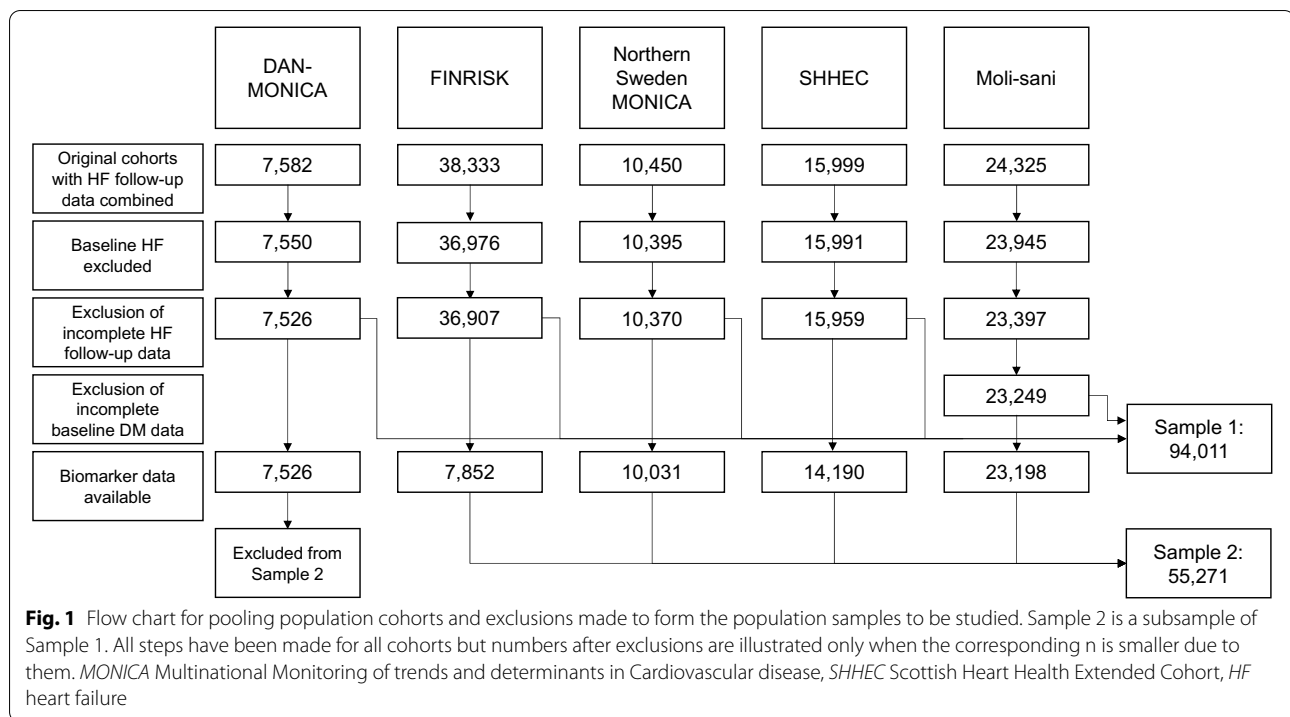 DAN-
MONICA
FINRISK
Northern
Sweden
MONICA
SHHEC
Moli-sani
Original cohorts
with HF follow-up
data combined
7,582
38,333
10,450
15,999
24,325
Baseline HF
excluded
7,550
36,976
10,395
15,991
23,945
Exclusion of
incomplete HF
follow-up data
7,526
36,907
10,370
15,959
23,397
Exclusion of
incomplete
baseline DM data
23,249
Sample 1:
94,011
Biomarker data
available
7,526
7,852
10,031
14,190
23,198
Excluded from
Sample 2
Sample 2:
55,271
Fig. 1 Flow chart for pooling population cohorts and exclusions made to form the population samples to be studied. Sample 2 is a subsample of
Sample 1. All steps have been made for all cohorts but numbers after exclusions are illustrated only when the corresponding n is smaller due to
them. MONICA Multinational Monitoring of trends and determinants in Cardiovascular disease, SHHEC Scottish Heart Health Extended Cohort, HF
heart failure